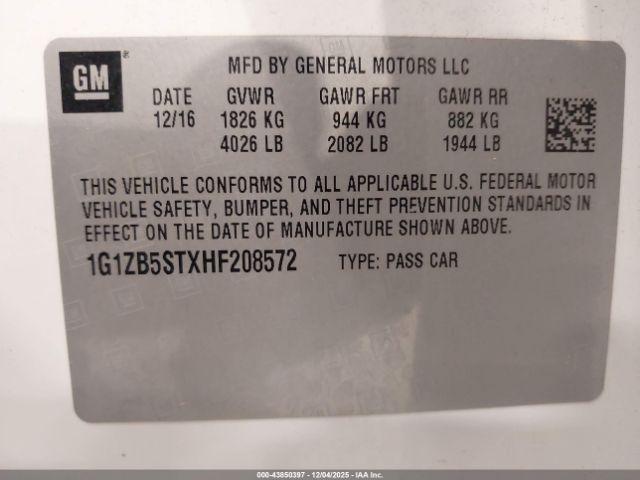 GM®
MFD BY GENERAL MOTORS LLC
DATE GVWR GAWR FRT GAWR RR
12/16 1826 KG 944 KG 882 KG
4026 LB 2082 LB 1944 LB
THIS VEHICLE CONFORMS TO ALL APPLICABLE U.S. FEDERAL MOTOR
VEHICLE SAFETY, BUMPER, AND THEFT PREVENTION STANDARDS IN
EFFECT ON THE DATE OF MANUFACTURE SHOWN ABOVE.
1G1ZB5STXHF208572 TYPE: PASS CAR
000-43850397 - 12/04/2025 - IAA Inc.